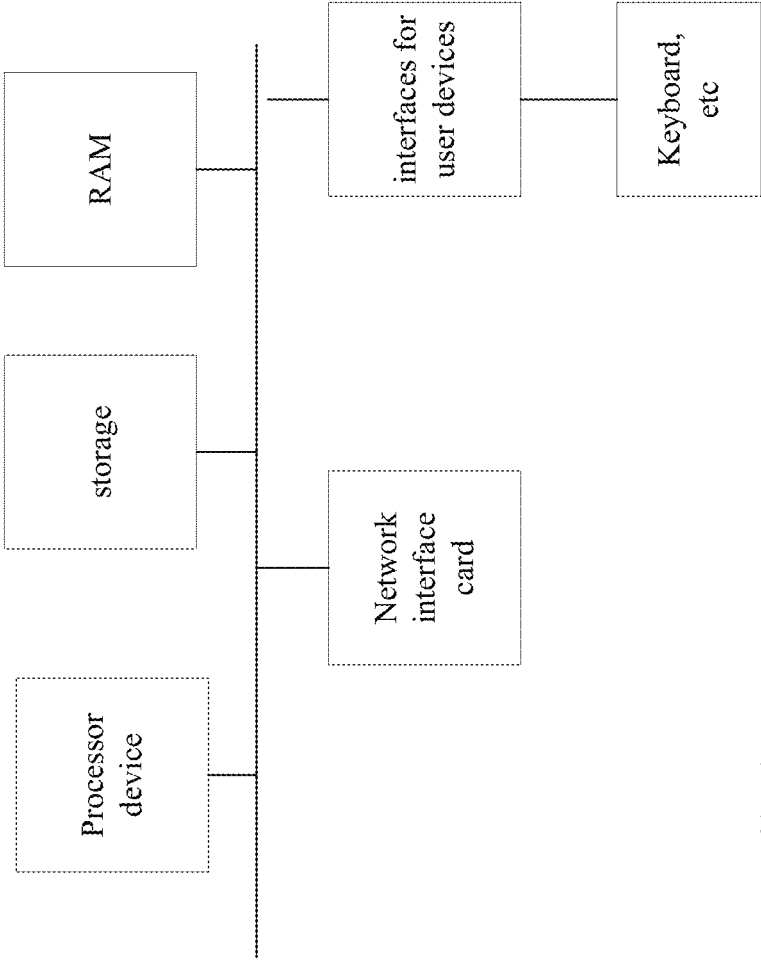 Processor
device
storage
RAM
Network
interface
card
interfaces for
user devices
Keyboard,
etc